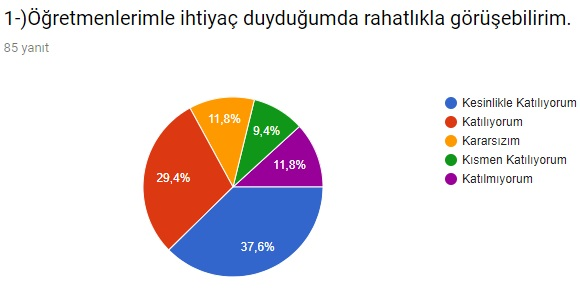 1-)Öğretmenlerimle ihtiyaç duyduğumda rahatlıkla görüşebilirim.
85 yanıt
Kesinlikle Katılıyorum
Katılıyorum
Kararsızım
Kısmen Katılıyorum
Katılmıyorum
11,8%
9,4%
11,8%
29,4%
37,6%